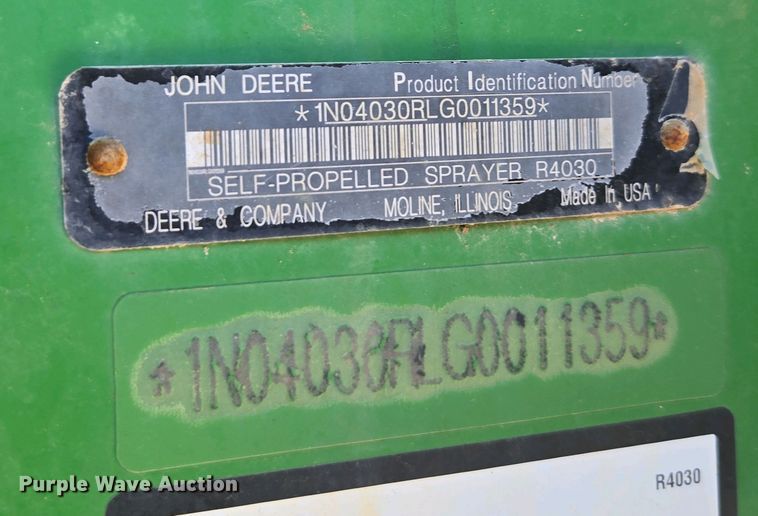 JOHN DEERE Product Identification Number
*1N04030RLG0011359*
SELF-PROPELLED SPRAYER R4030
DEERE & COMPANY MOLINE, ILLINOIS Made In USA
*1N04030RLG0011359*
R4030
Purple Wave Auction